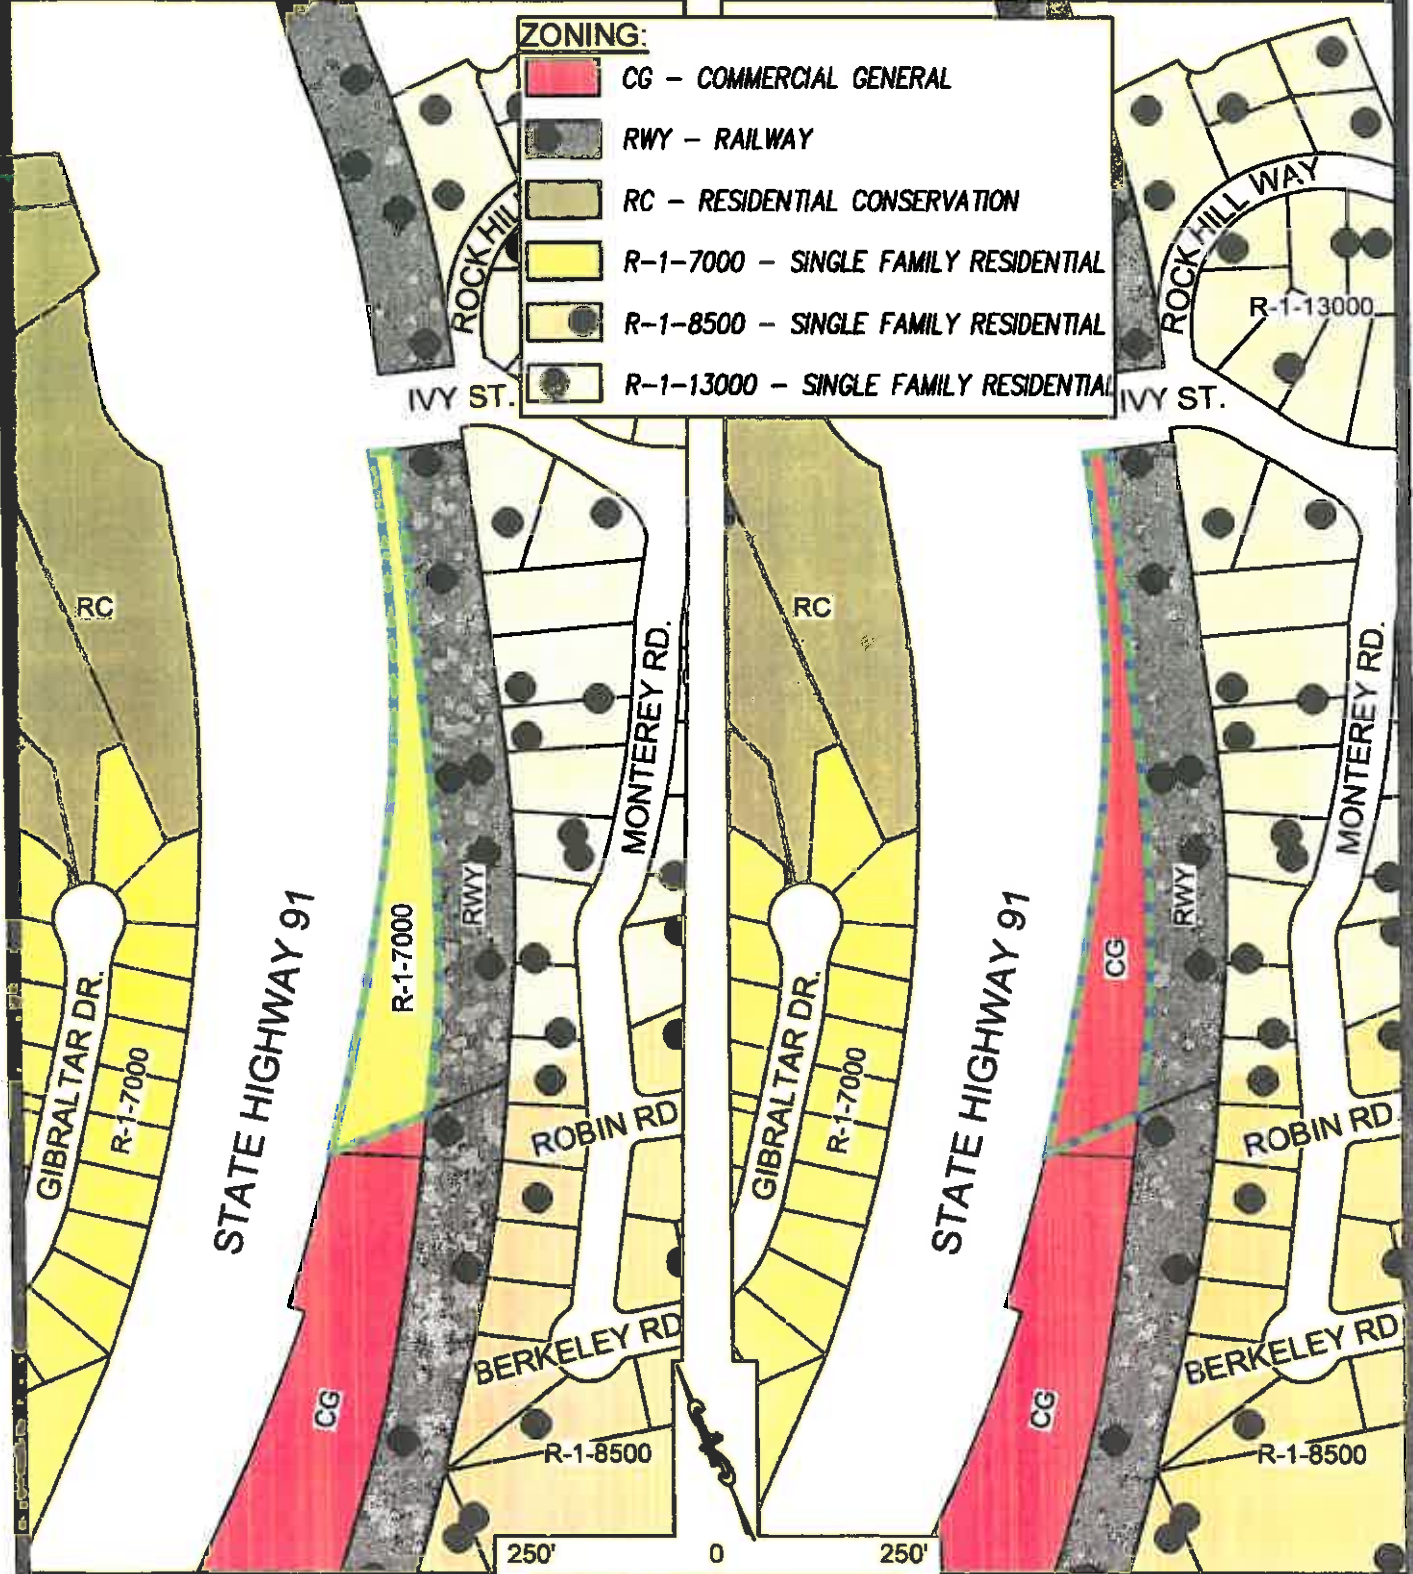 ZONING:
CG - COMMERCIAL GENERAL
RWY - RAILWAY
RC - RESIDENTIAL CONSERVATION
R-1-7000 - SINGLE FAMILY RESIDENTIAL
R-1-8500 - SINGLE FAMILY RESIDENTIAL
R-1-13000 - SINGLE FAMILY RESIDENTIAL
ROCK HIL
IVY ST.
RC
MONTEREY RD.
RWY
R-1-7000
STATE HIGHWAY 91
GIBRALTAR DR.
R-1-7000
ROBIN RD
BERKELEY RD
CG
R-1-8500
ROCK HILL WAY
R-1-13000
IVY ST.
RC
MONTEREY RD.
RWY
CG
STATE HIGHWAY 91
GIBRALTAR DR.
R-1-7000
ROBIN RD.
BERKELEY RD
CG
R-1-8500
250' 0 250'